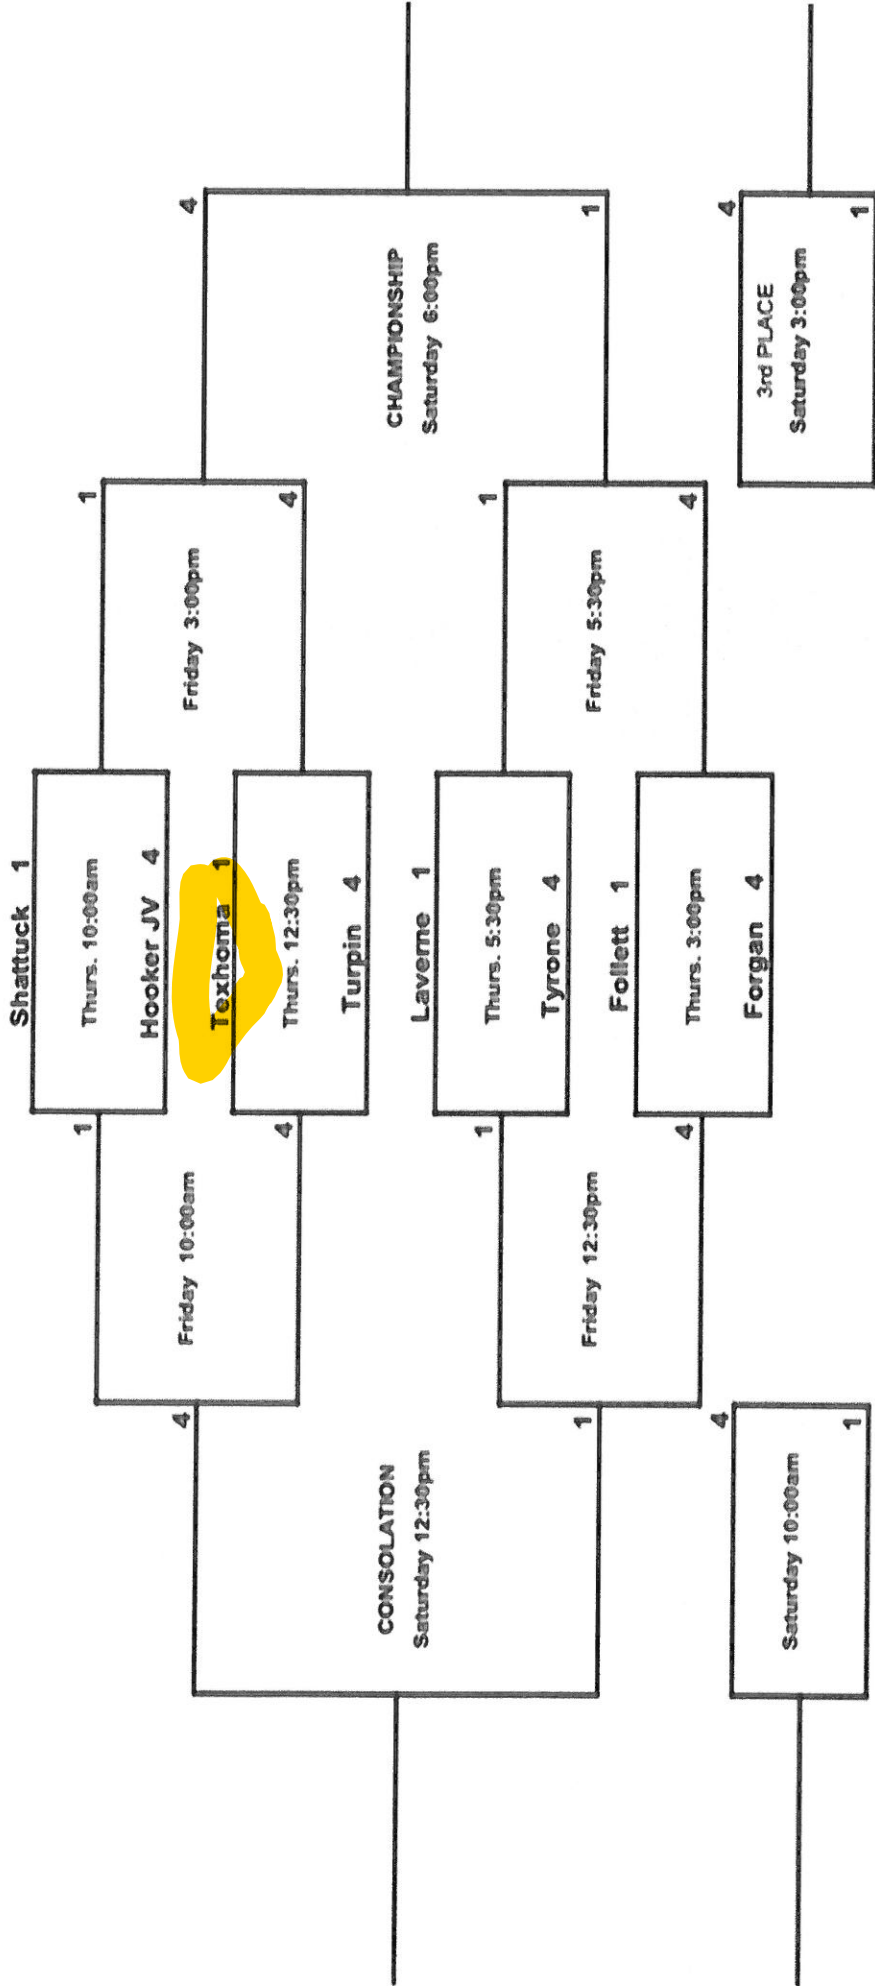 Shattuck 1
Thurs. 10:00am
Hooker JV 4
Texhoma 1
Thurs. 12:30pm
Turpin 4
Laverne 1
Thurs. 5:30pm
Tyrone 4
Follett 1
Thurs. 3:00pm
Forgan 4
1
Friday 3:00pm
4
1
Friday 5:30pm
4
4
CHAMPIONSHIP
Saturday 6:00pm
1
4
3rd PLACE
Saturday 3:00pm
1
1
Friday 10:00am
4
1
Friday 12:30pm
4
4
CONSOLATION
Saturday 12:30pm
1
4
Saturday 10:00am
1